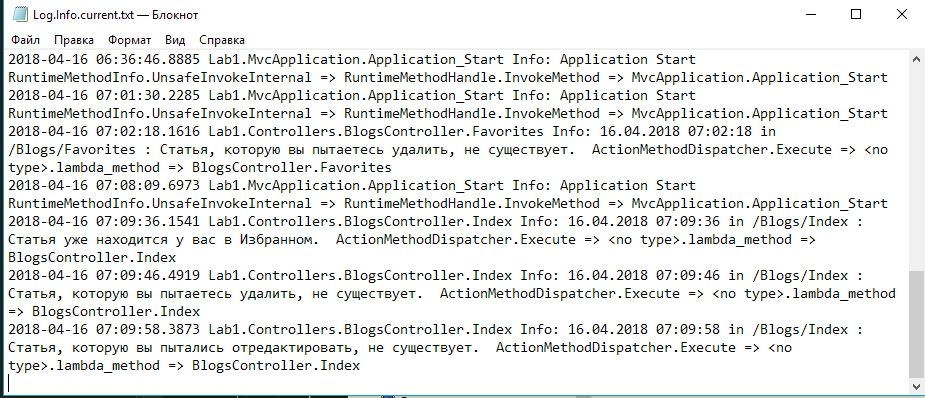 Log.Info.current.txt — Блокнот
Файл Правка Формат Вид Справка
2018-04-16 06:36:46.8885 Lab1.MvcApplication.Application_Start Info: Application Start
RuntimeMethodInfo.UnsafeInvokeInternal => RuntimeMethodHandle.InvokeMethod => MvcApplication.Application_Start
2018-04-16 07:01:30.2285 Lab1.MvcApplication.Application_Start Info: Application Start
RuntimeMethodInfo.UnsafeInvokeInternal => RuntimeMethodHandle.InvokeMethod => MvcApplication.Application_Start
2018-04-16 07:02:18.1616 Lab1.Controllers.BlogsController.Favorites Info: 16.04.2018 07:02:18 in
/Blogs/Favorites : Статья, которую вы пытаетесь удалить, не существует.  ActionMethodDispatcher.Execute => <no
type>.lambda_method => BlogsController.Favorites
2018-04-16 07:08:09.6973 Lab1.MvcApplication.Application_Start Info: Application Start
RuntimeMethodInfo.UnsafeInvokeInternal => RuntimeMethodHandle.InvokeMethod => MvcApplication.Application_Start
2018-04-16 07:09:36.1541 Lab1.Controllers.BlogsController.Index Info: 16.04.2018 07:09:36 in /Blogs/Index :
Статья уже находится у вас в Избранном.  ActionMethodDispatcher.Execute => <no type>.lambda_method =>
BlogsController.Index
2018-04-16 07:09:46.4919 Lab1.Controllers.BlogsController.Index Info: 16.04.2018 07:09:46 in /Blogs/Index :
Статья, которую вы пытаетесь удалить, не существует.  ActionMethodDispatcher.Execute => <no type>.lambda_method
=> BlogsController.Index
2018-04-16 07:09:58.3873 Lab1.Controllers.BlogsController.Index Info: 16.04.2018 07:09:58 in /Blogs/Index :
Статья, которую вы пытались отредактировать, не существует.  ActionMethodDispatcher.Execute => <no
type>.lambda_method => BlogsController.Index